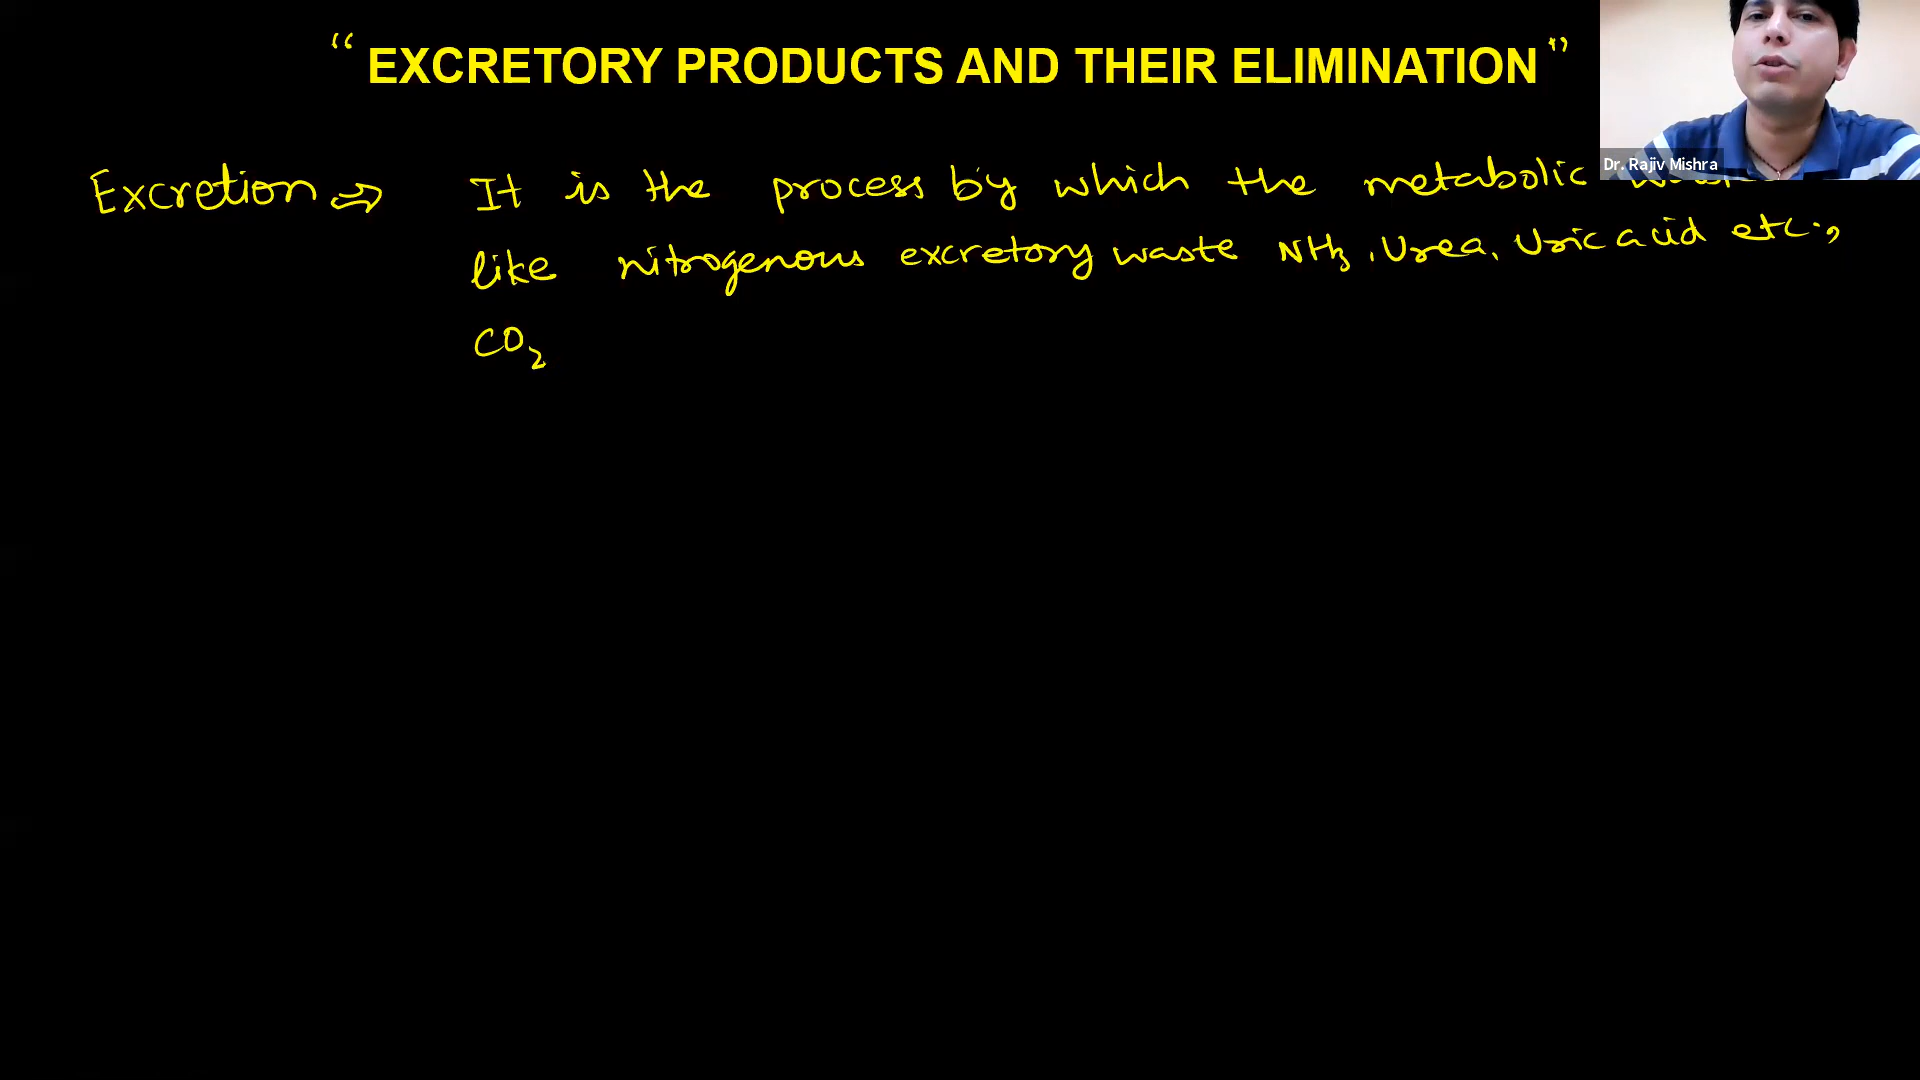 “ EXCRETORY PRODUCTS AND THEIR ELIMINATION ”
Dr. Rajiv Mishra
Excretion ⇒ It is the process by which the metabolic
like nitrogenous excretory waste NH3, Urea, Uric acid etc.,
CO2